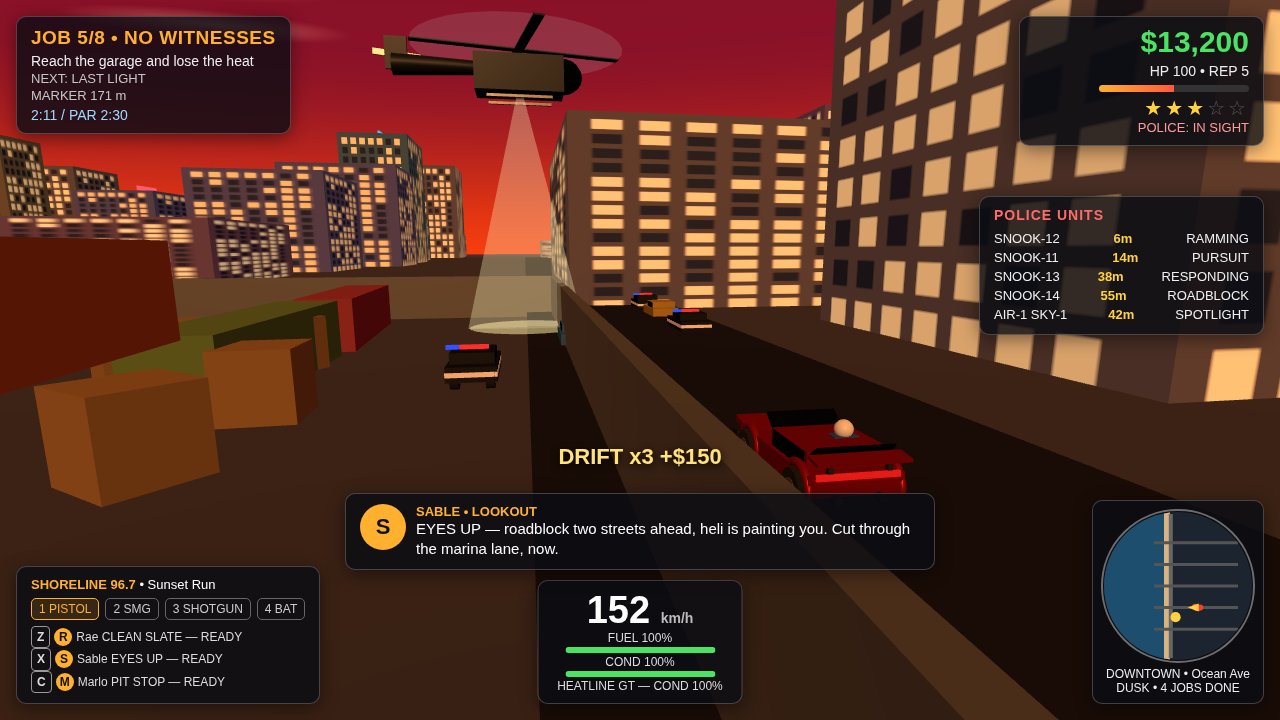 JOB 5/8 • NO WITNESSES
Reach the garage and lose the heat
NEXT: LAST LIGHT
MARKER 171 m
2:11 / PAR 2:30
$13,200
HP 100 • REP 5
★★★☆☆
POLICE: IN SIGHT
POLICE UNITS
SNOOK-12 6m RAMMING
SNOOK-11 14m PURSUIT
SNOOK-13 38m RESPONDING
SNOOK-14 55m ROADBLOCK
AIR-1 SKY-1 42m SPOTLIGHT
DRIFT x3 +$150
S
SABLE • LOOKOUT
EYES UP — roadblock two streets ahead, heli is painting you. Cut through
the marina lane, now.
SHORELINE 96.7 • Sunset Run
1 PISTOL 2 SMG 3 SHOTGUN 4 BAT
Z R Rae CLEAN SLATE — READY
X S Sable EYES UP — READY
C M Marlo PIT STOP — READY
152 km/h
FUEL 100%
COND 100%
HEATLINE GT — COND 100%
DOWNTOWN • Ocean Ave
DUSK • 4 JOBS DONE